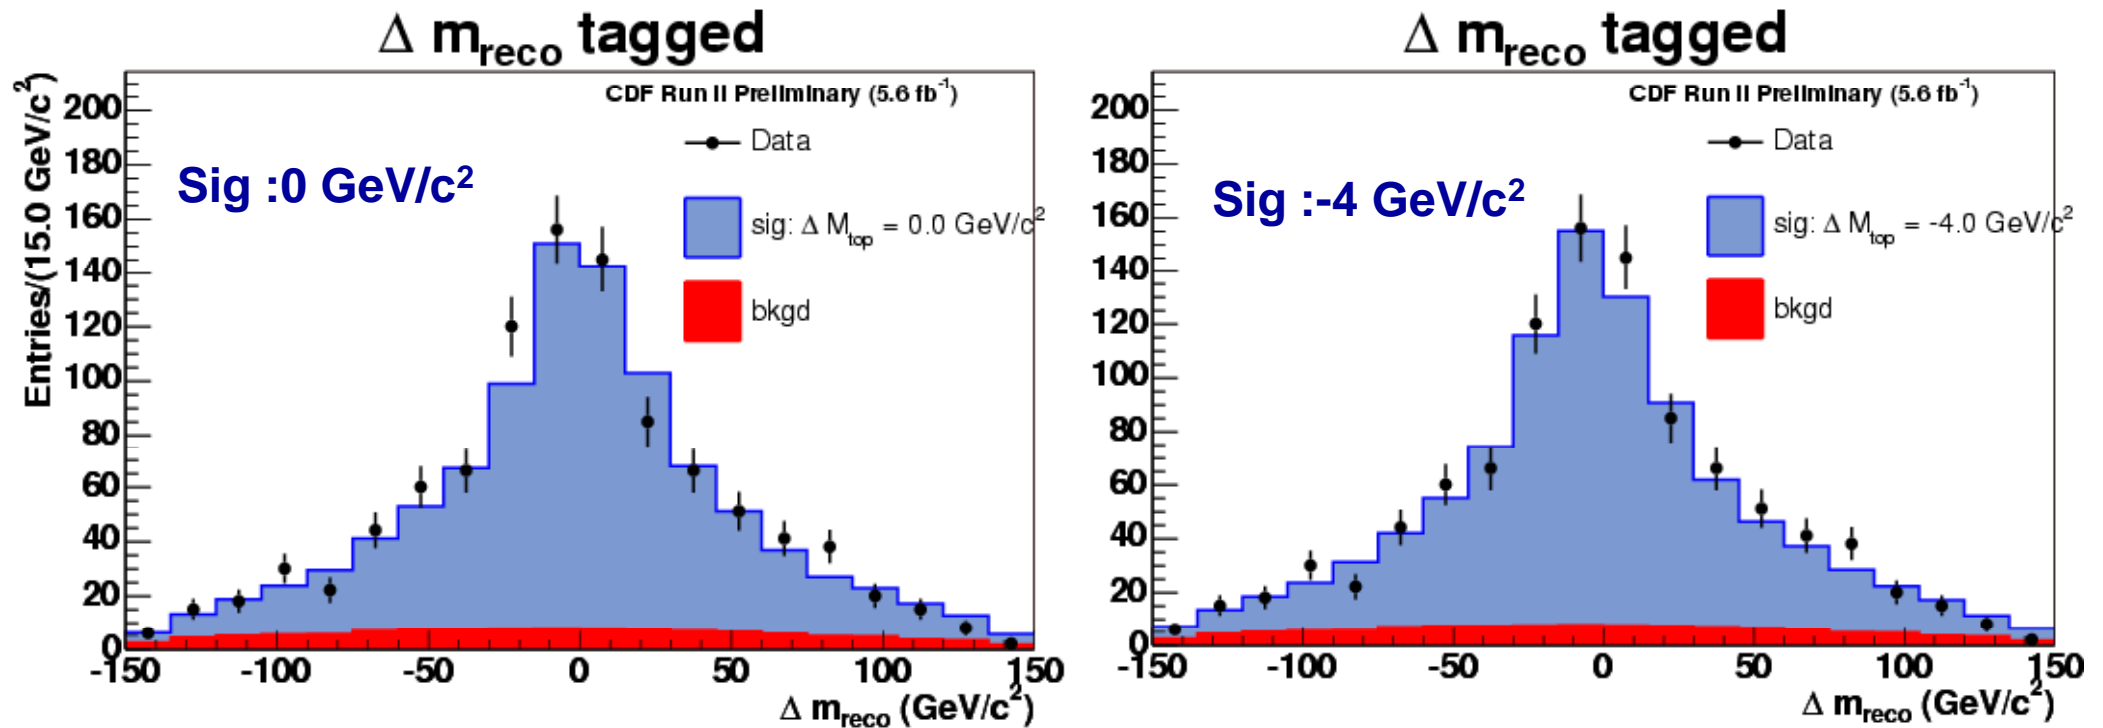 Δ m_reco tagged
Entries/(15.0 GeV/c²)
CDF Run II Preliminary (5.6 fb⁻¹)
Sig :0 GeV/c²
Data
sig: Δ M_top = 0.0 GeV/c²
bkgd
200
180
160
140
120
100
80
60
40
20
0
-150 -100 -50 0 50 100 150
Δ m_reco (GeV/c²)
Δ m_reco tagged
CDF Run II Preliminary (5.6 fb⁻¹)
Sig :-4 GeV/c²
Data
sig: Δ M_top = -4.0 GeV/c²
bkgd
200
180
160
140
120
100
80
60
40
20
0
-150 -100 -50 0 50 100 150
Δ m_reco (GeV/c²)